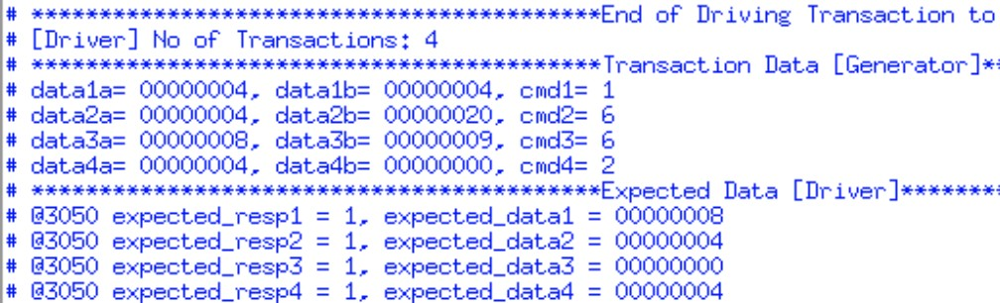 # ******************************************End of Driving Transaction to
# [Driver] No of Transactions: 4
# ******************************************Transaction Data [Generator]*
# data1a= 00000004, data1b= 00000004, cmd1= 1
# data2a= 00000004, data2b= 00000020, cmd2= 6
# data3a= 00000008, data3b= 00000009, cmd3= 6
# data4a= 00000004, data4b= 00000000, cmd4= 2
# ******************************************Expected Data [Driver]*******
# @3050 expected_resp1 = 1, expected_data1 = 00000008
# @3050 expected_resp2 = 1, expected_data2 = 00000004
# @3050 expected_resp3 = 1, expected_data3 = 00000000
# @3050 expected_resp4 = 1, expected_data4 = 00000004